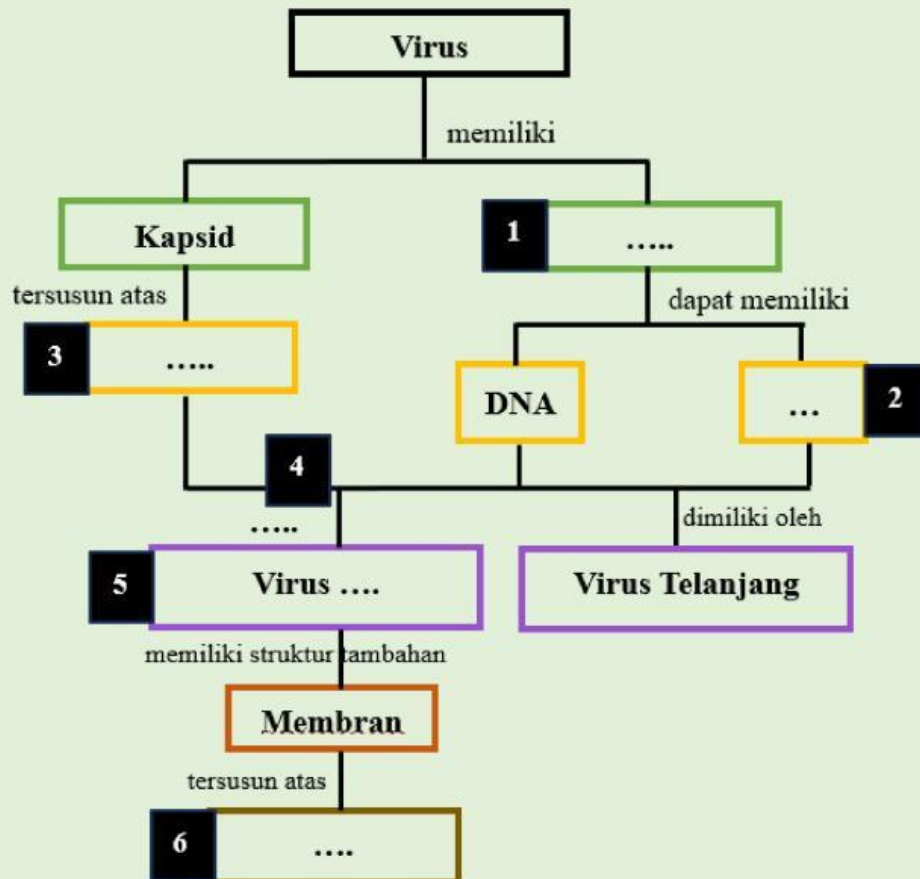 Virus
memiliki
Kapsid
1
…..
tersusun atas
dapat memiliki
3
…..
DNA
…
2
4
…..
dimiliki oleh
5
Virus ….
Virus Telanjang
memiliki struktur tambahan
Membran
tersusun atas
6
….